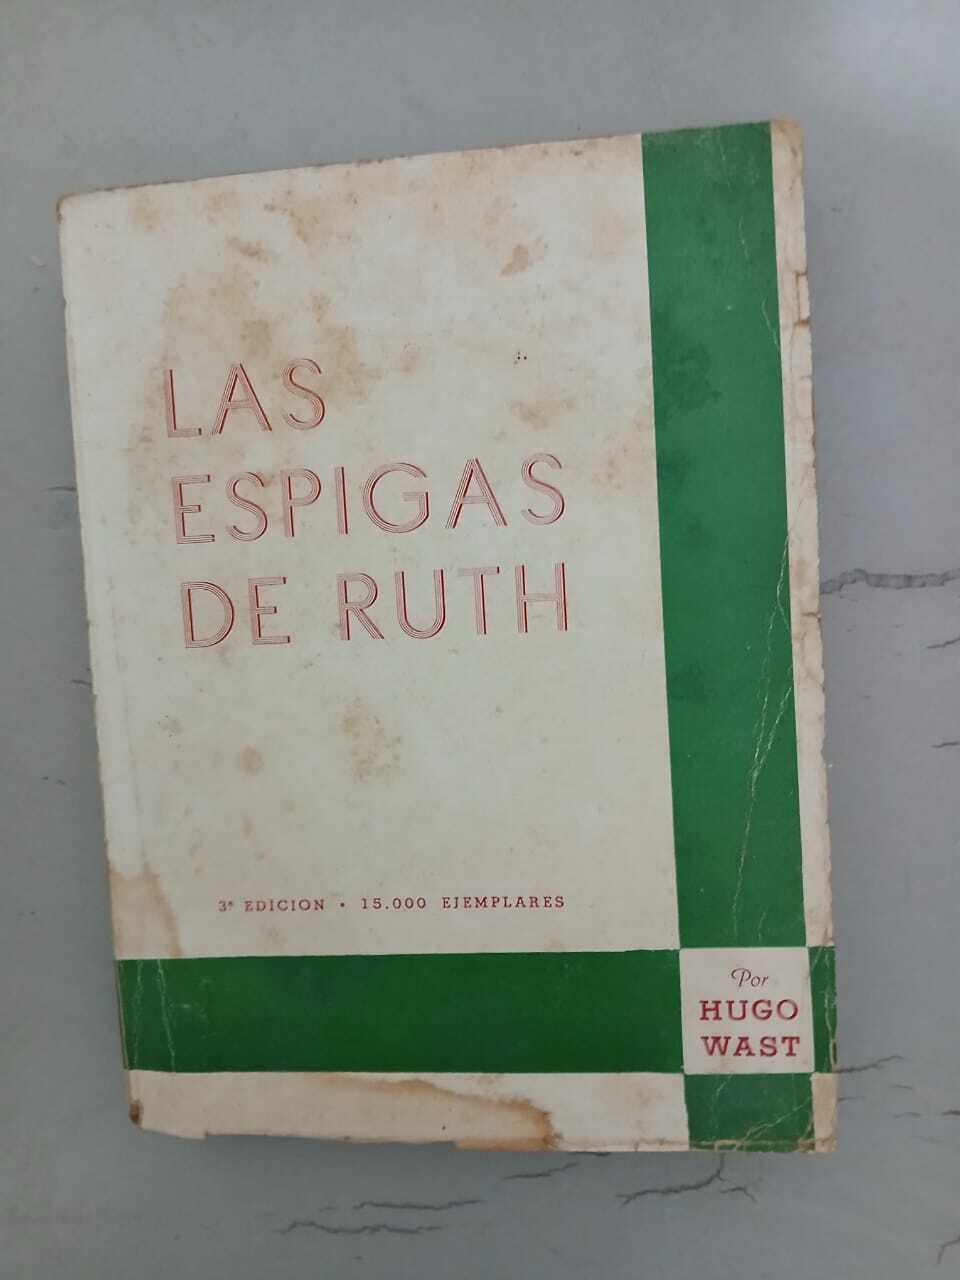 LAS
ESPIGAS
DE RUTH
3ª EDICION • 15.000 EJEMPLARES
Por
HUGO
WAST